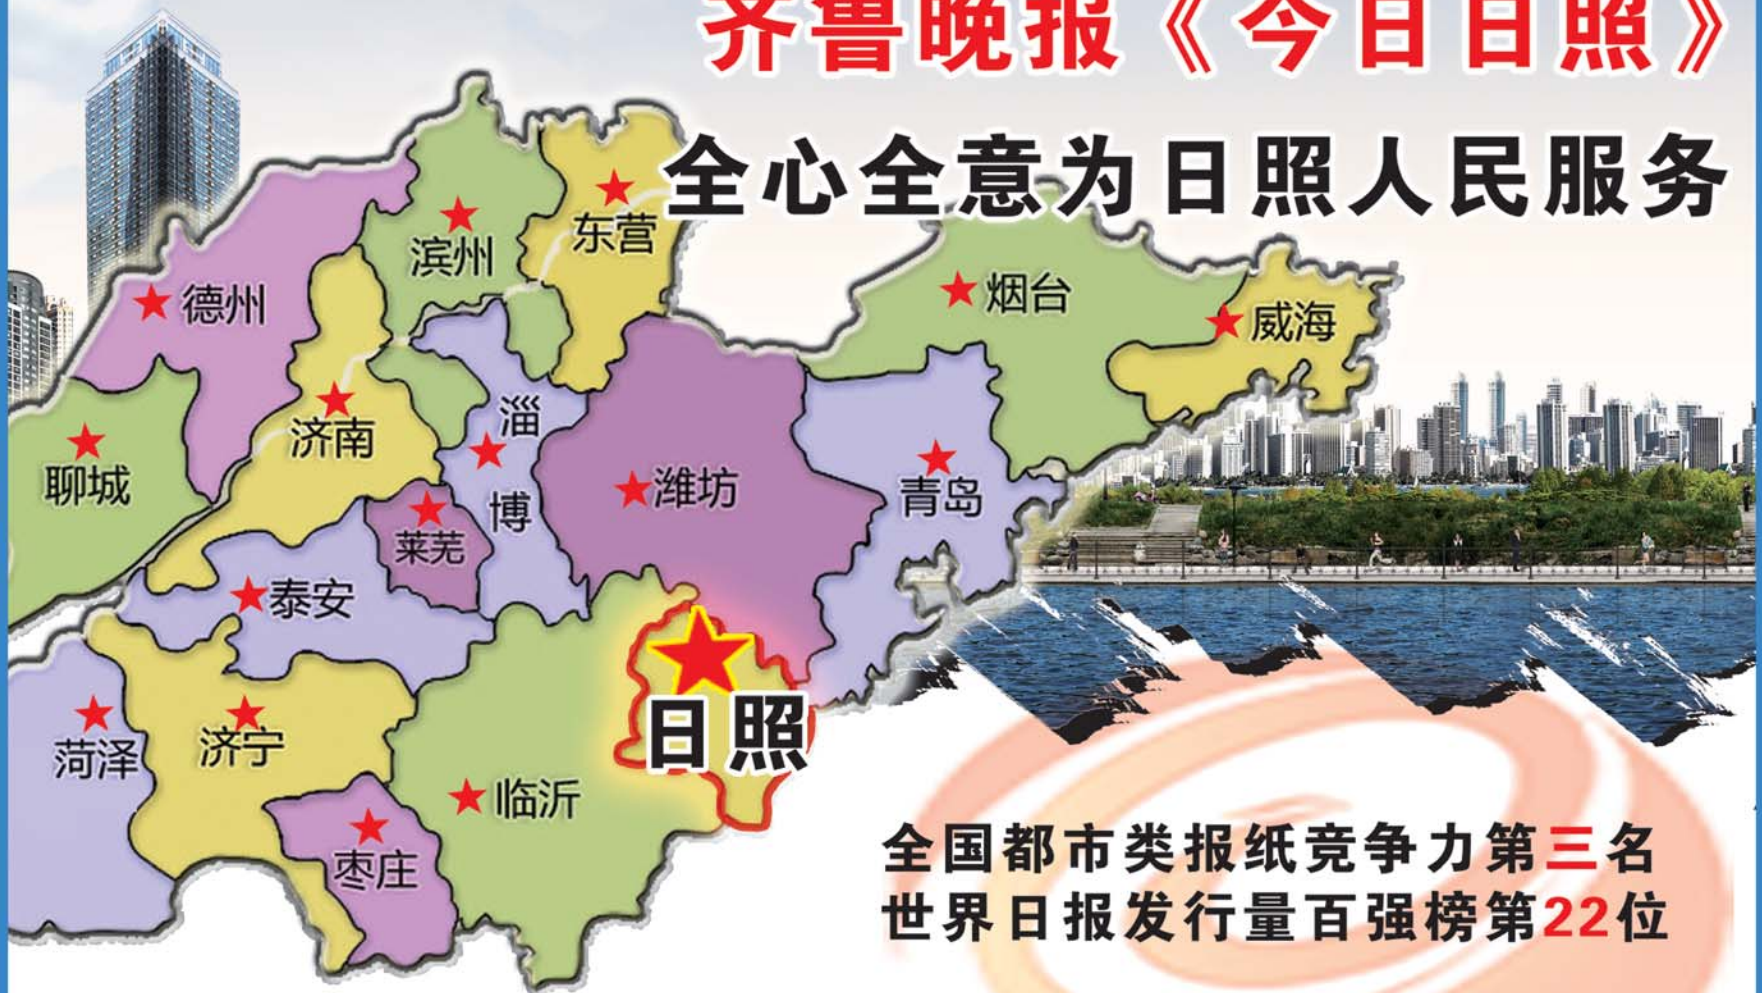 齐鲁晚报《今日日照》
全心全意为日照人民服务
东营
滨州
烟台
德州
威海
淄博
济南
聊城
潍坊
青岛
莱芜
泰安
日照
菏泽
济宁
临沂
枣庄
全国都市类报纸竞争力第三名
世界日报发行量百强榜第22位